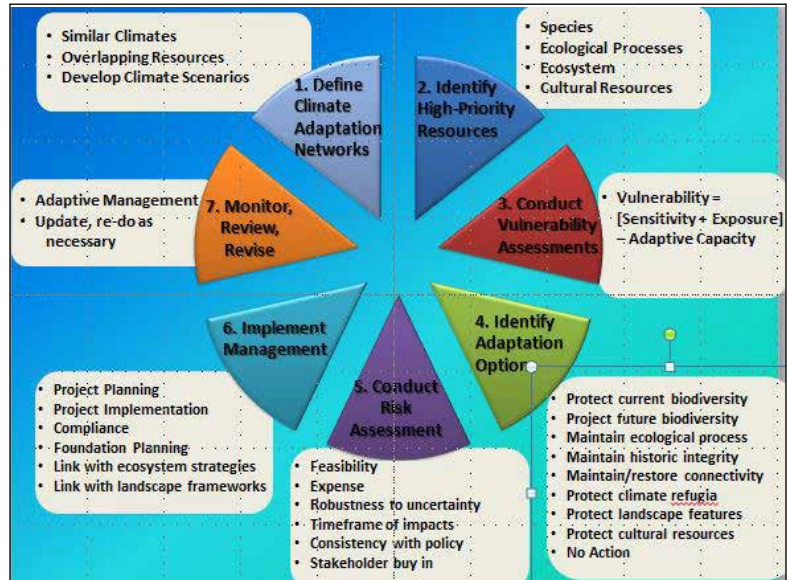 • Similar Climates
• Overlapping Resources
• Develop Climate Scenarios
1. Define
Climate
Adaptation
Networks
• Species
• Ecological Processes
• Ecosystem
• Cultural Resources
2. Identify
High-Priority
Resources
3. Conduct
Vulnerability
Assessments
• Vulnerability =
[Sensitivity + Exposure]
– Adaptive Capacity
4. Identify
Adaptation
Option
• Protect current biodiversity
• Project future biodiversity
• Maintain ecological process
• Maintain historic integrity
• Maintain/restore connectivity
• Protect climate refugia
• Protect landscape features
• Protect cultural resources
• No Action
5. Conduct
Risk
Assessment
• Feasibility
• Expense
• Robustness to uncertainty
• Timeframe of impacts
• Consistency with policy
• Stakeholder buy in
6. Implement
Management
• Project Planning
• Project Implementation
• Compliance
• Foundation Planning
• Link with ecosystem strategies
• Link with landscape frameworks
7. Monitor,
Review,
Revise
• Adaptive Management
• Update, re-do as
necessary